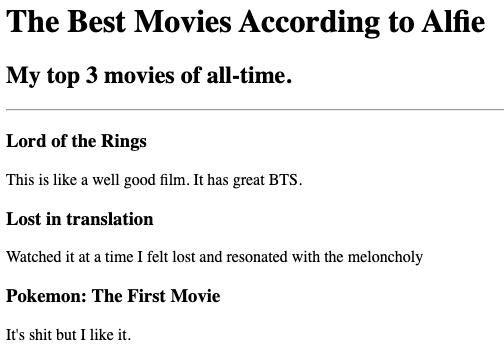 The Best Movies According to Alfie
My top 3 movies of all-time.
Lord of the Rings
This is like a well good film. It has great BTS.
Lost in translation
Watched it at a time I felt lost and resonated with the meloncholy
Pokemon: The First Movie
It's shit but I like it.